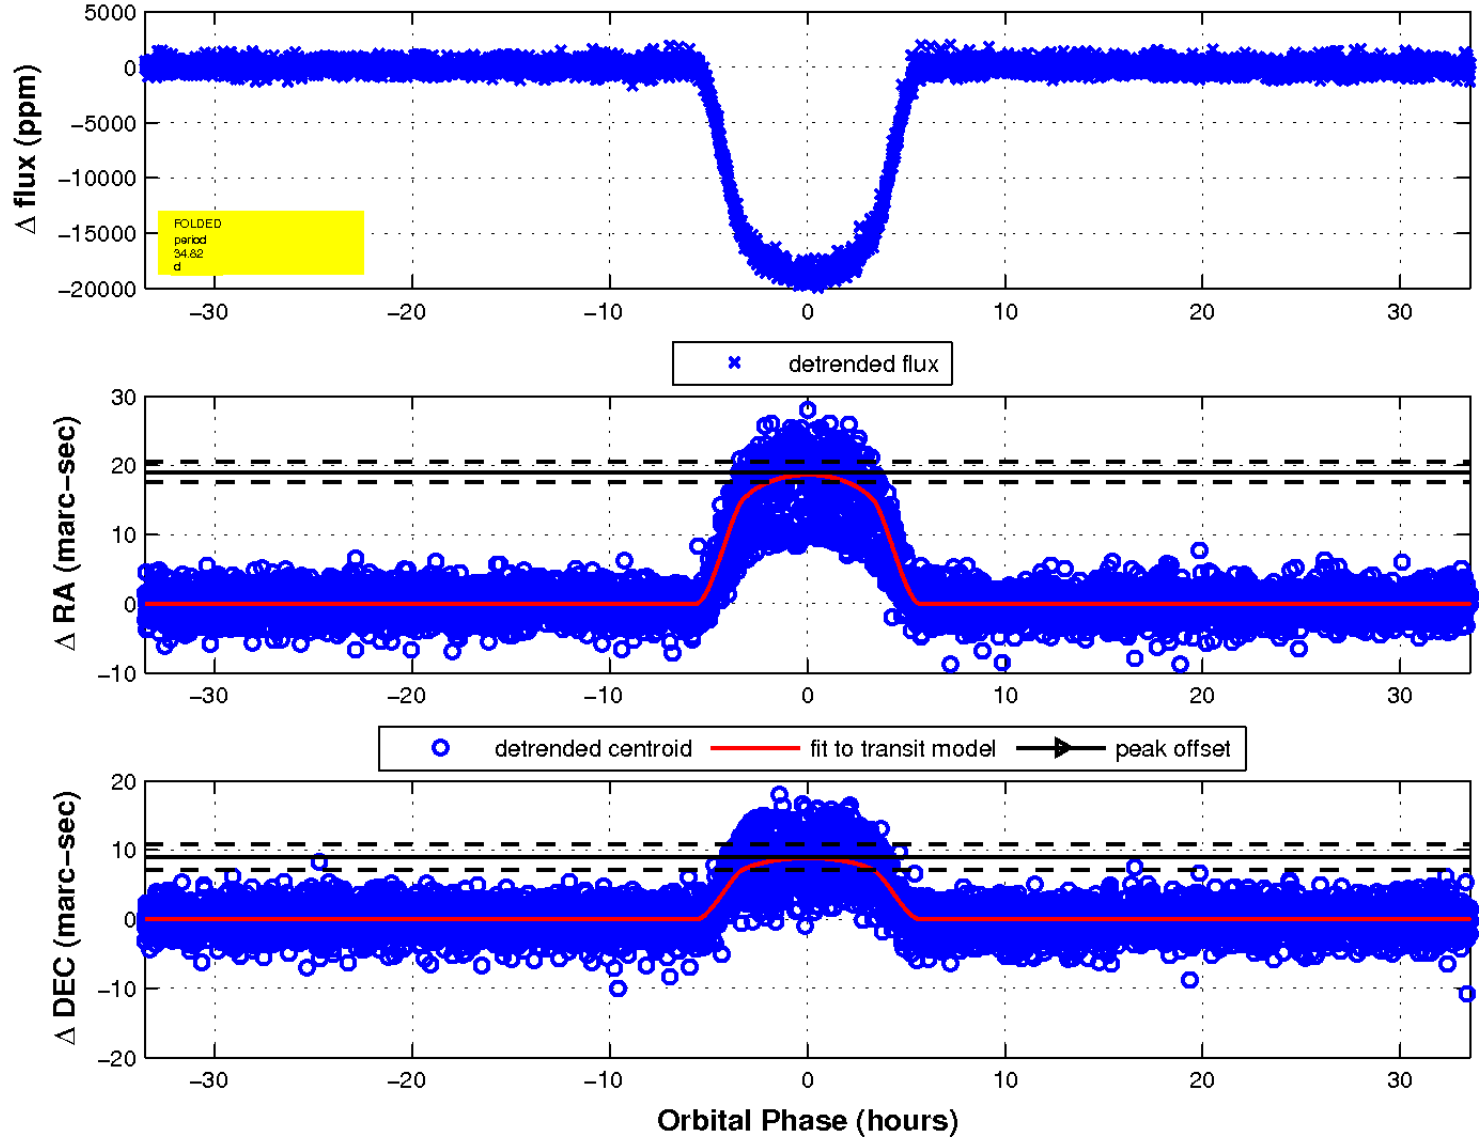 5000
0
−5000
−10000
−15000
−20000
Δ flux (ppm)
FOLDED
period
34.82
d
−30 −20 −10 0 10 20 30
detrended flux
30
20
10
0
−10
Δ RA (marc−sec)
−30 −20 −10 0 10 20 30
detrended centroid fit to transit model peak offset
20
10
0
−10
−20
Δ DEC (marc−sec)
−30 −20 −10 0 10 20 30
Orbital Phase (hours)